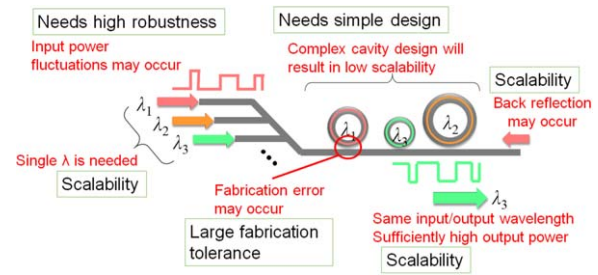 Needs high robustness
Needs simple design
Input power
fluctuations may occur
Complex cavity design will
result in low scalability
Scalability
Back reflection
may occur
λ1
λ2
λ3
λ1
λ3
λ2
Single λ is needed
Scalability
Fabrication error
may occur
Large fabrication
tolerance
λ3
Same input/output wavelength
Sufficiently high output power
Scalability